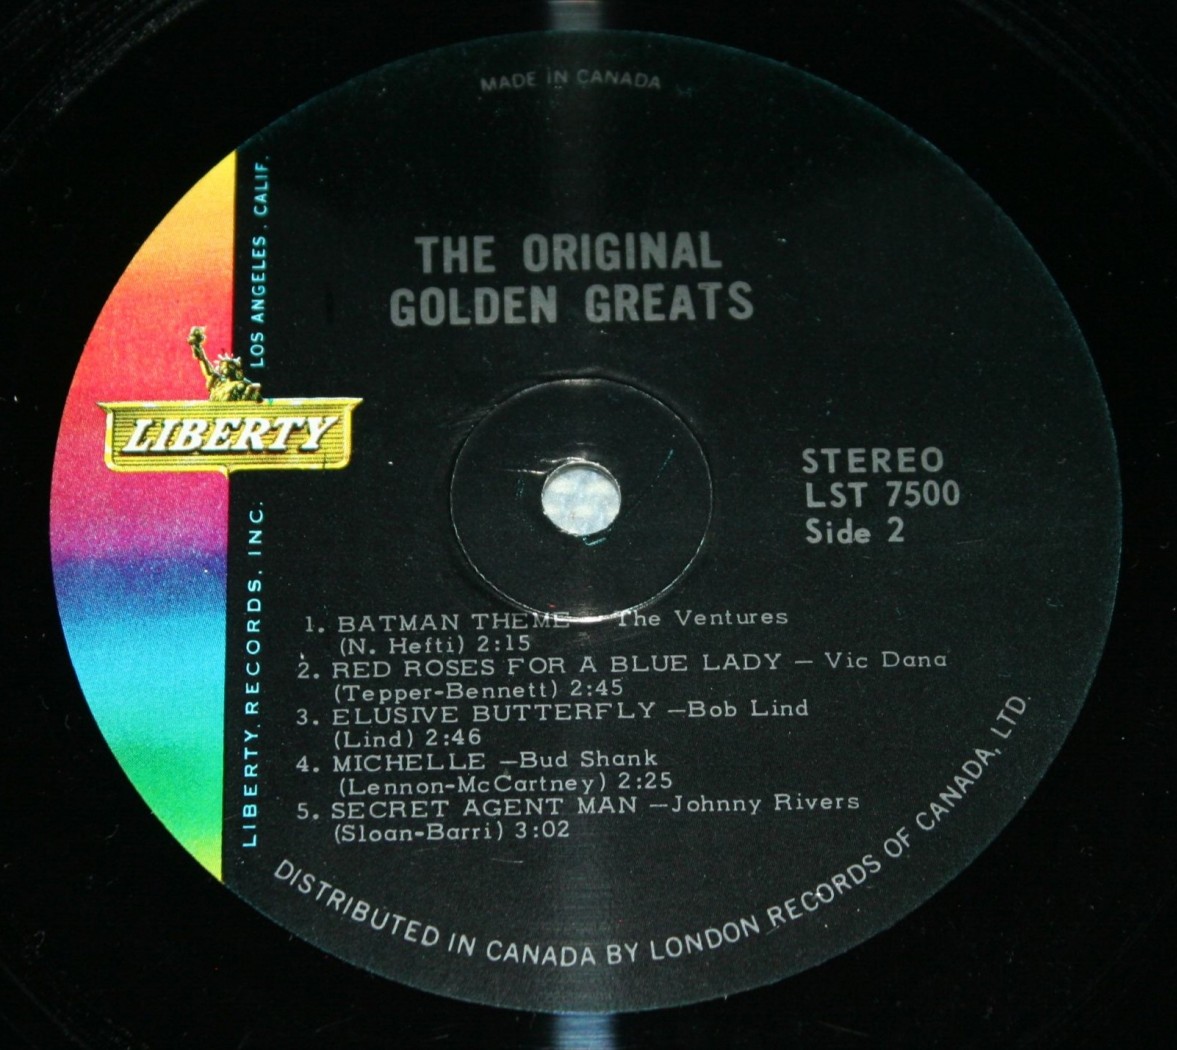 MADE IN CANADA
THE ORIGINAL
GOLDEN GREATS
LOS ANGELES, CALIF.
LIBERTY
LIBERTY RECORDS, INC.
STEREO
LST 7500
Side 2
1. BATMAN THEME — The Ventures
(N. Hefti) 2:15
2. RED ROSES FOR A BLUE LADY — Vic Dana
(Tepper-Bennett) 2:45
3. ELUSIVE BUTTERFLY —Bob Lind
(Lind) 2:46
4. MICHELLE —Bud Shank
(Lennon-McCartney) 2:25
5. SECRET AGENT MAN —Johnny Rivers
(Sloan-Barri) 3:02
DISTRIBUTED IN CANADA BY LONDON RECORDS OF CANADA, LTD.